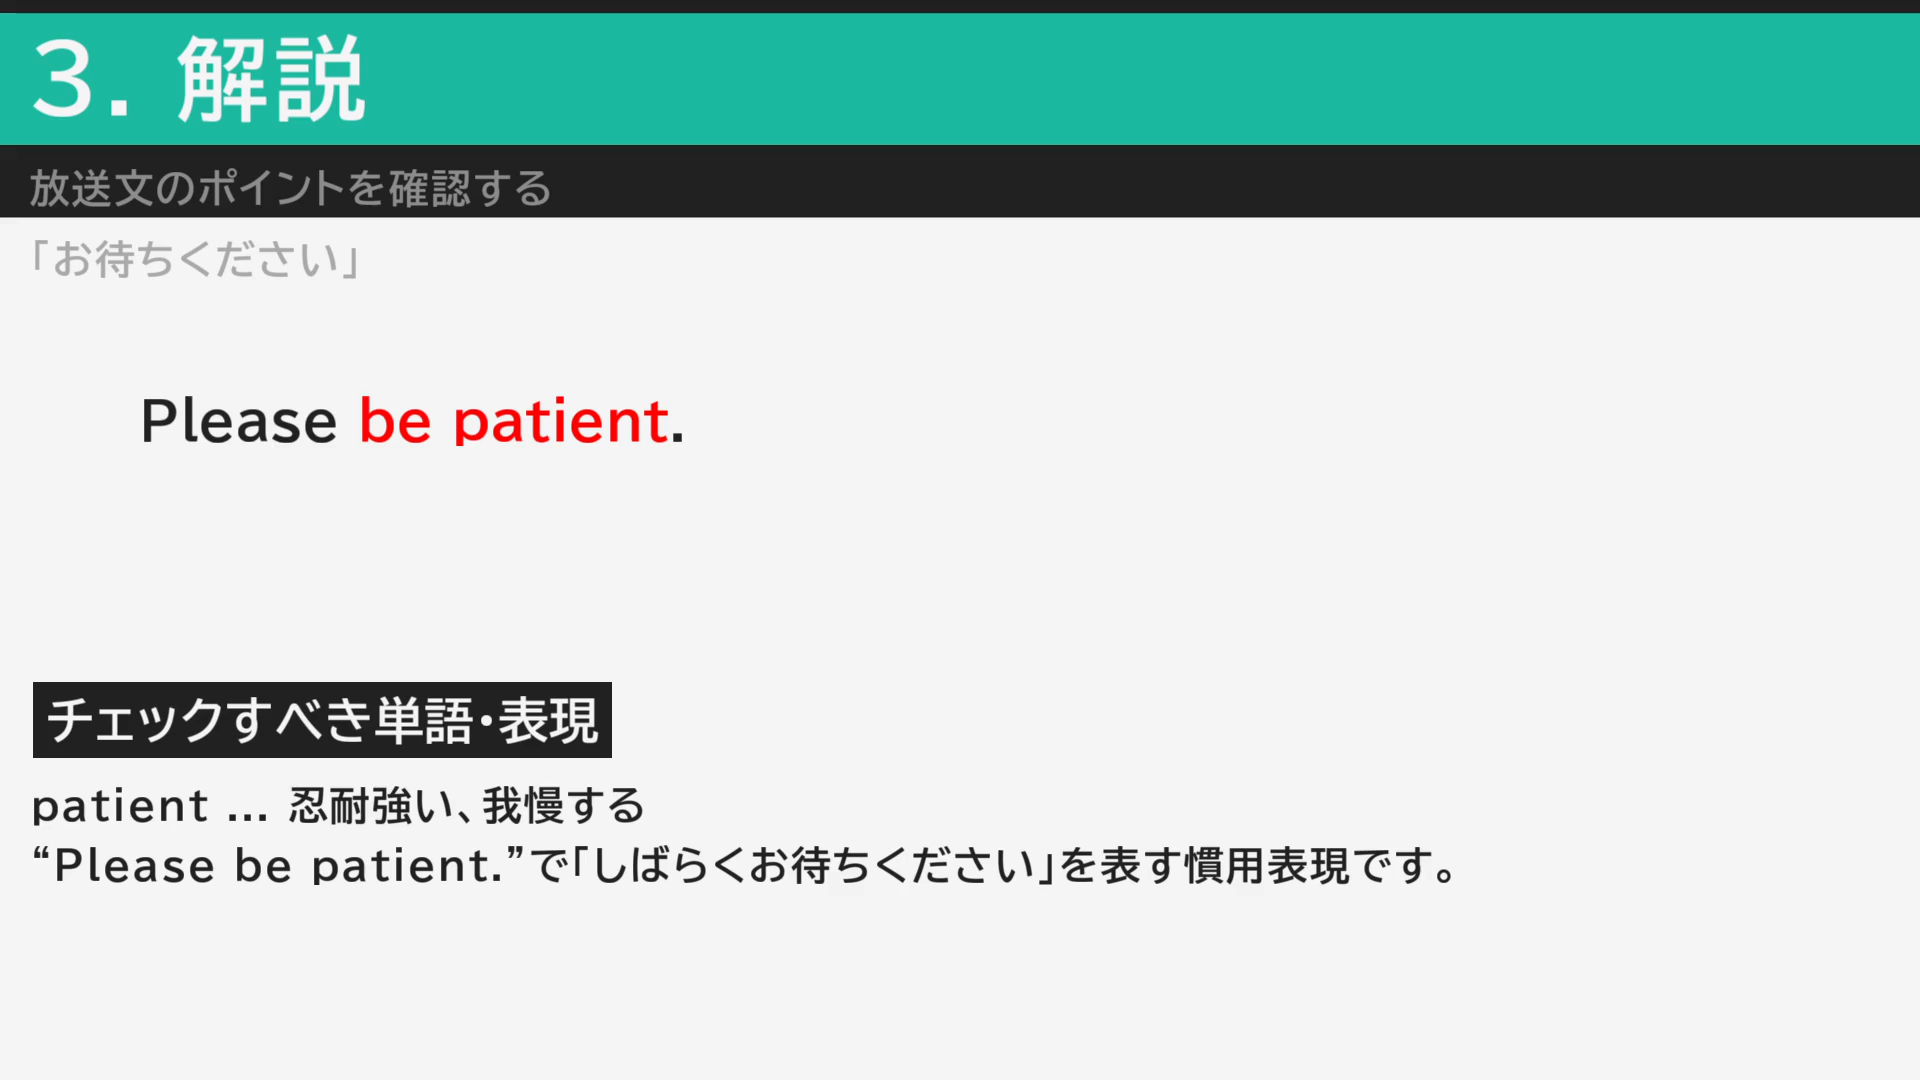 3. 解説
放送文のポイントを確認する
「お待ちください」
Please be patient.
チェックすべき単語・表現
patient ... 忍耐強い、我慢する
“Please be patient.”で「しばらくお待ちください」を表す慣用表現です。